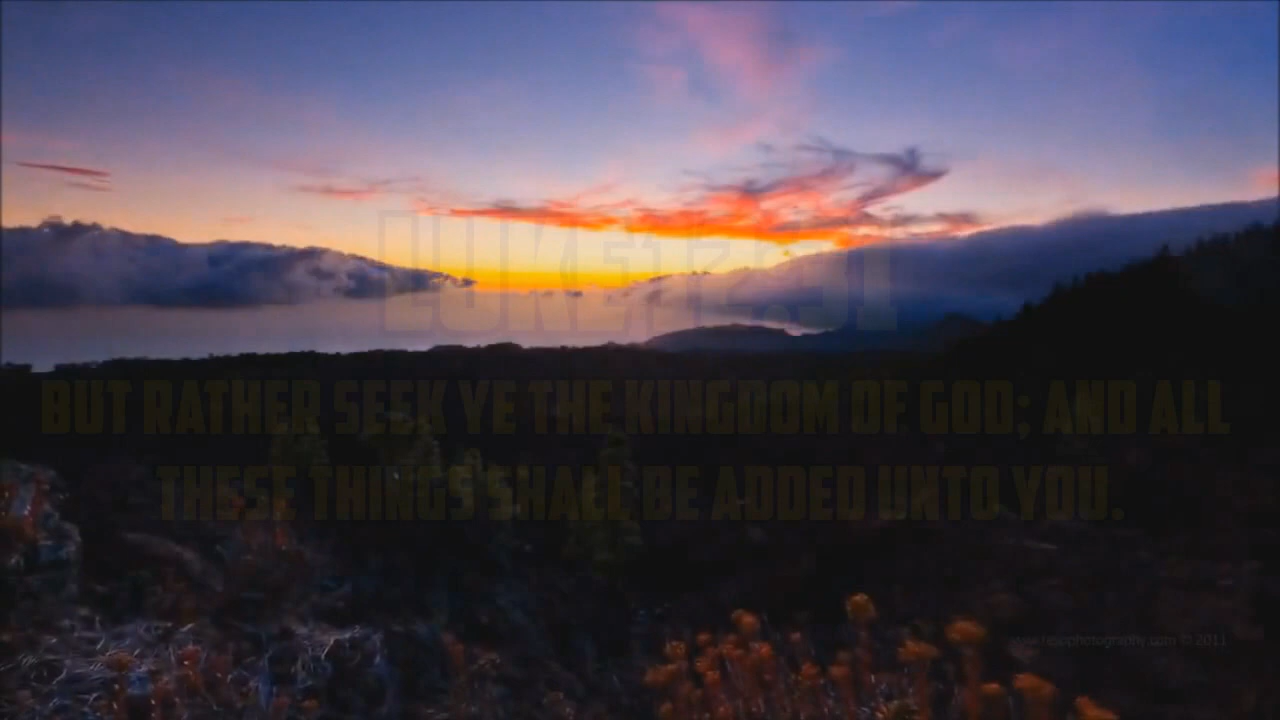 LUKE 12:31
BUT RATHER SEEK YE THE KINGDOM OF GOD; AND ALL
THESE THINGS SHALL BE ADDED UNTO YOU.
© 2011